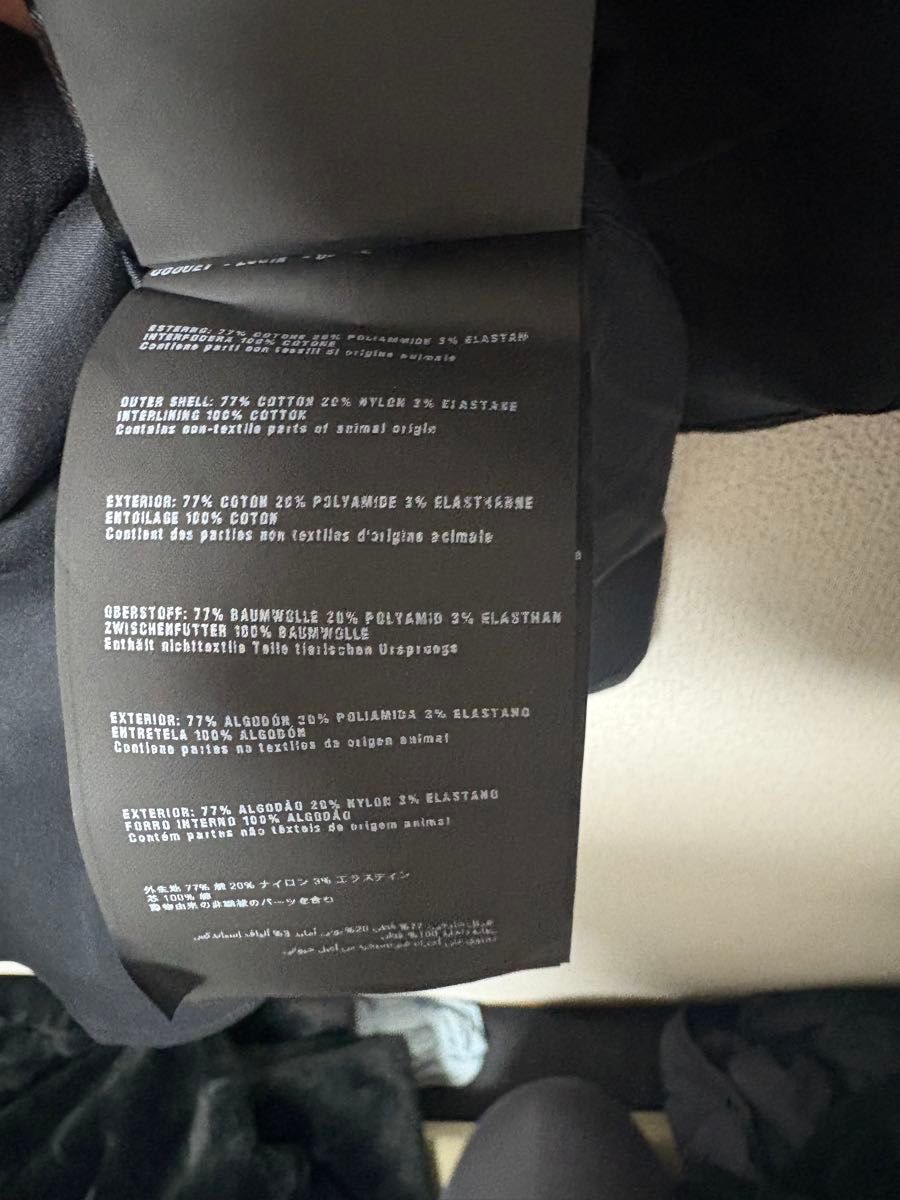 ESTERNO: 77% COTONE 20% POLIAMMIDE 3% ELASTAN
INTERFODERA 100% COTONE
Contiene parti non tessili di origine animale
OUTER SHELL: 77% COTTON 20% NYLON 3% ELASTANE
INTERLINING 100% COTTON
Contains non-textile parts of animal origin
EXTERIOR: 77% COTON 20% POLYAMIDE 3% ELASTHANNE
ENTOILAGE 100% COTON
Contient des parties non textiles d'origine animale
OBERSTOFF: 77% BAUMWOLLE 20% POLYAMID 3% ELASTHAN
ZWISCHENFUTTER 100% BAUMWOLLE
Enthält nichttextile Teile tierischen Ursprungs
EXTERIOR: 77% ALGODÓN 20% POLIAMIDA 3% ELASTANO
ENTRETELA 100% ALGODÓN
Contiene partes no textiles de origen animal
EXTERIOR: 77% ALGODÃO 20% NYLON 3% ELASTANO
FORRO INTERNO 100% ALGODÃO
Contém partes não têxteis de origem animal
外生地 77% 綿 20% ナイロン 3% エラスティン
芯 100% 綿
動物由来の非繊維のパーツを含む